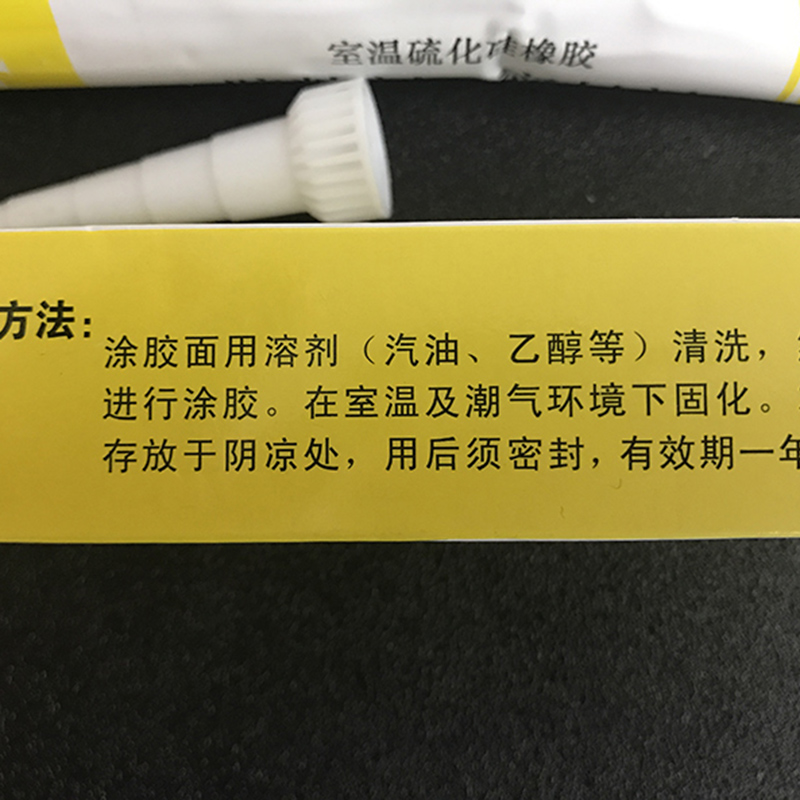 室温硫化硅橡胶
方法:
涂胶面用溶剂（汽油、乙醇等）清洗，
进行涂胶。在室温及潮气环境下固化。
存放于阴凉处，用后须密封，有效期一年